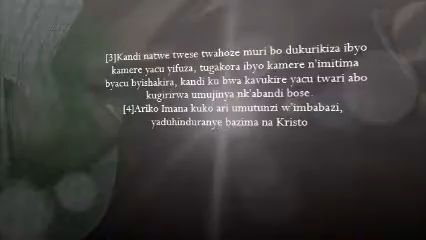 [3]Kandi natwe twese twahoze muri bo dukurikiza ibyo
kamere yacu yifuza, tugakora ibyo kamere n'imitima
byacu byishakira, kandi ku bwa kavukire yacu twari abo
kugirirwa umujinya nk'abandi bose.
[4]Ariko Imana kuko ari umutunzi w'imbabazi,
yaduhinduranye bazima na Kristo